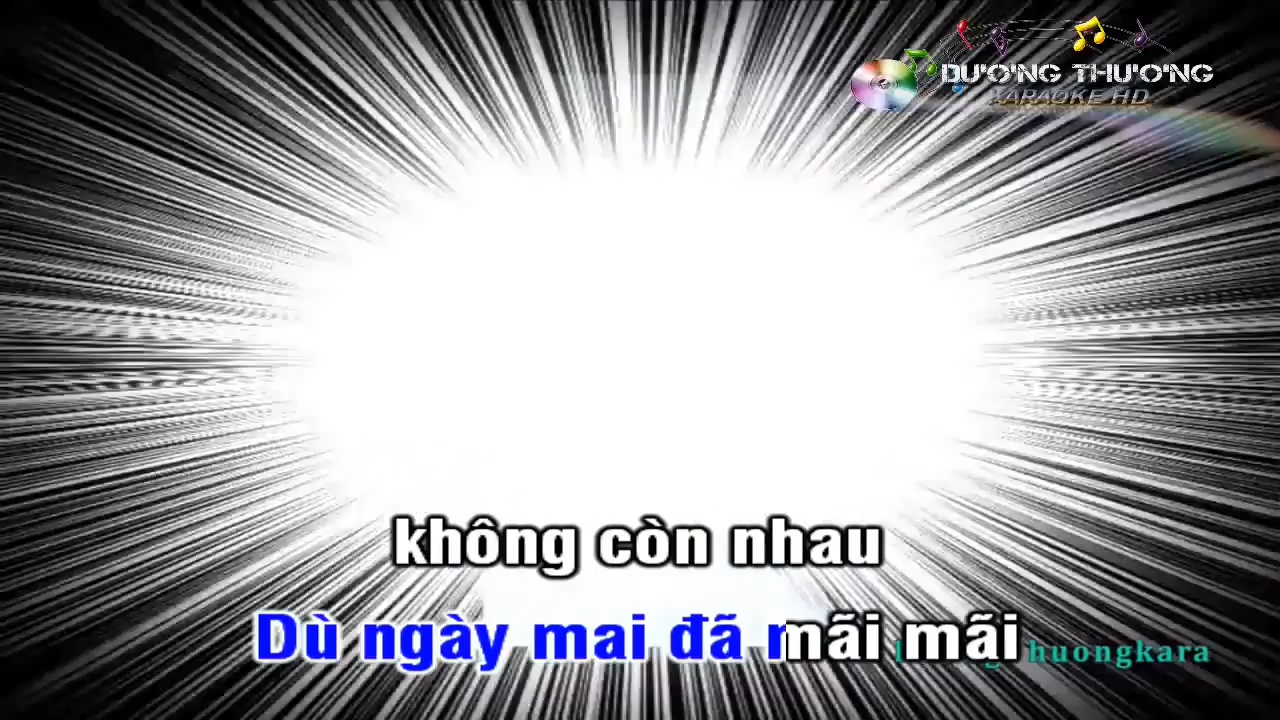 DƯƠNG THƯƠNG
KARAOKE HD
không còn nhau
Dù ngày mai đã mãi mãi
huongkara